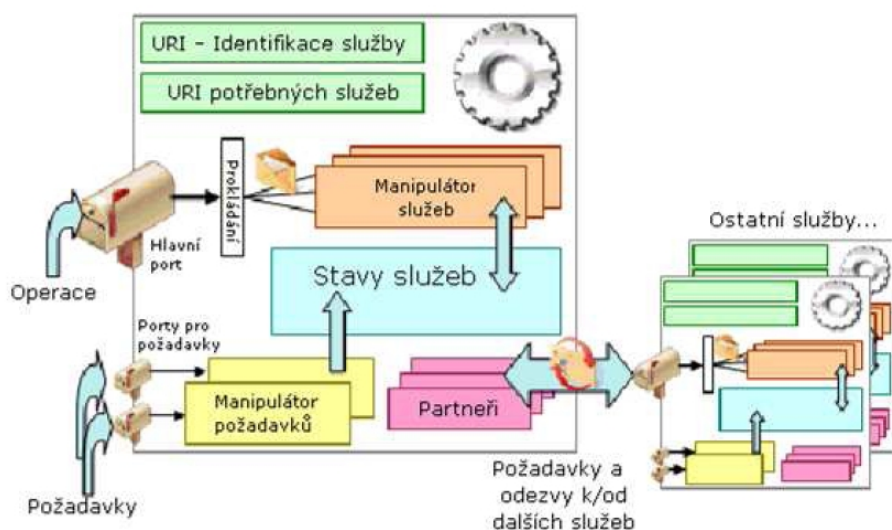 URI - Identifikace služby
URI potřebných služeb
Prokládání
Manipulátor
služeb
Hlavní
port
Operace
Stavy služeb
Ostatní služby...
Porty pro
požadavky
Manipulátor
požadavků
Partneři
Požadavky
Požadavky a
odezvy k/od
dalších služeb